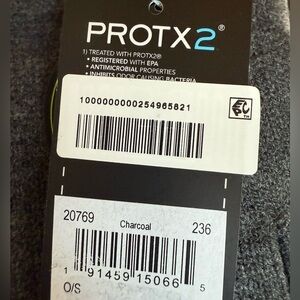 PROTX2®
1) TREATED WITH PROTX2®
• REGISTERED WITH EPA
• ANTIMICROBIAL PROPERTIES
• INHIBITS ODOR CAUSING BACTERIA
1000000000254965821
20769 Charcoal 236
1 91459 15066 5
O/S